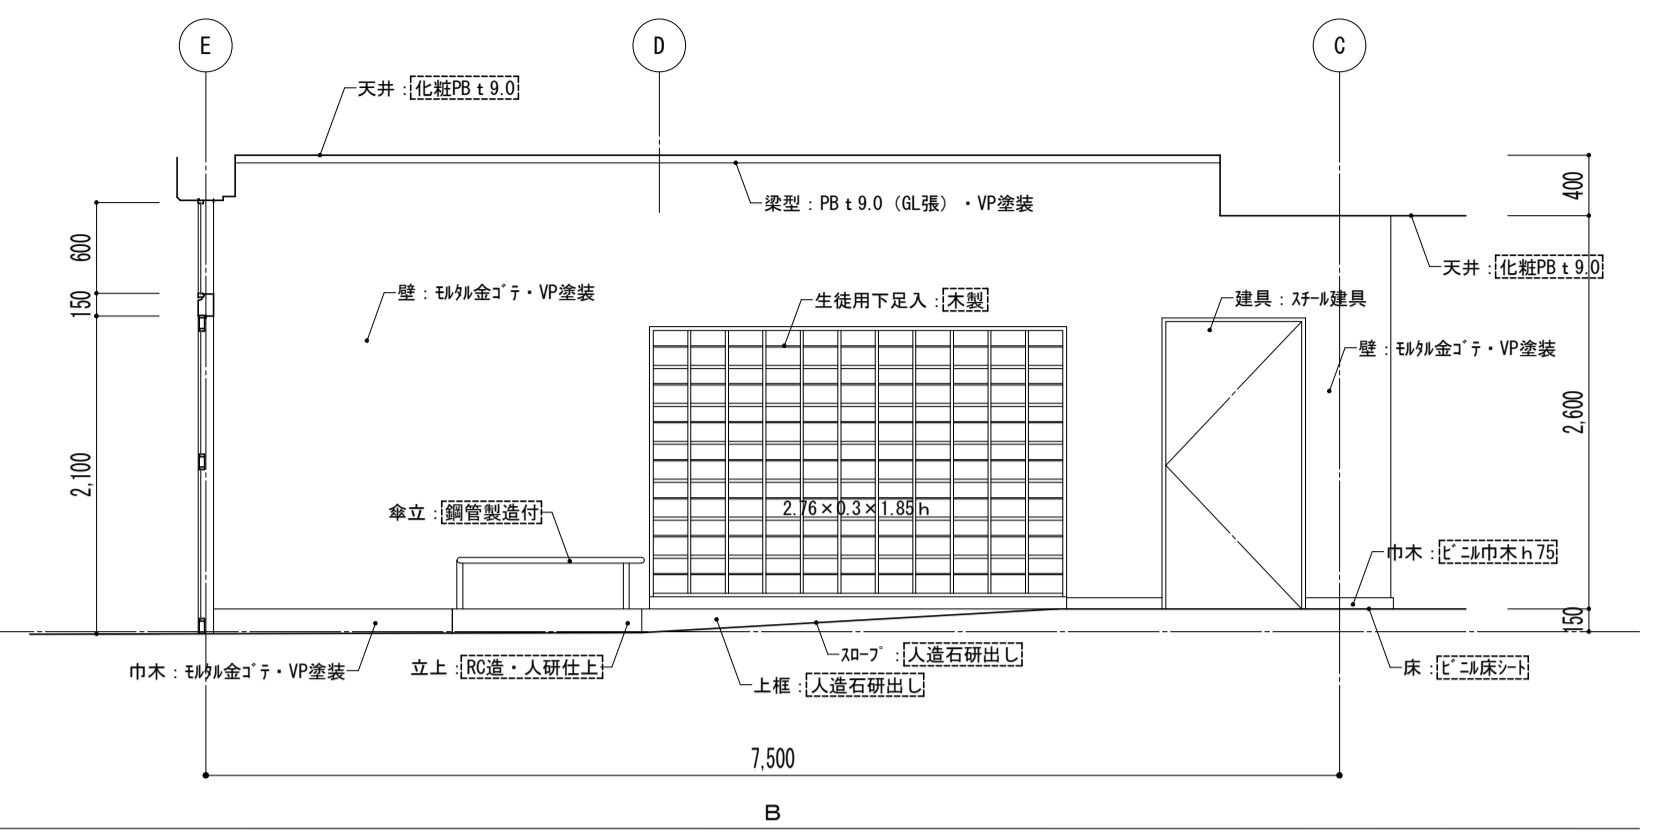 E
D
C
天井：化粧PBｔ9.0
400
梁型：PBｔ9.0（GL張）・VP塗装
600
天井：化粧PBｔ9.0
壁：ﾓﾙﾀﾙ金ｺﾞﾃ・VP塗装
生徒用下足入：木製
建具：ｽﾁｰﾙ建具
150
壁：ﾓﾙﾀﾙ金ｺﾞﾃ・VP塗装
2,600
2,100
2.76×0.3×1.85ｈ
傘立：鋼管製造付
巾木：ﾋﾞﾆﾙ巾木ｈ75
150
巾木：ﾓﾙﾀﾙ金ｺﾞﾃ・VP塗装
立上：RC造・人研仕上
ｽﾛｰﾌﾟ：人造石研出し
床：ﾋﾞﾆﾙ床ｼｰﾄ
上框：人造石研出し
7,500
B